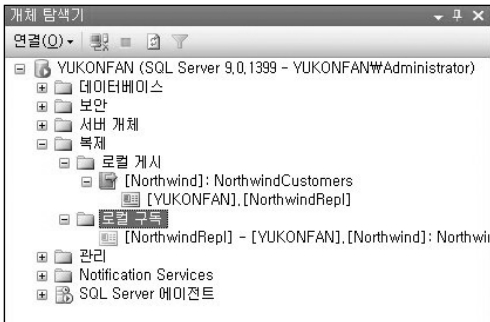 개체 탐색기
연결(O)
YUKONFAN (SQL Server 9,0,1399 - YUKONFAN₩Administrator)
데이터베이스
보안
서버 개체
복제
로컬 게시
[Northwind]: NorthwindCustomers
[YUKONFAN],[NorthwindRepl]
로컬 구독
[NorthwindRepl] - [YUKONFAN],[Northwind]: Northwi
관리
Notification Services
SQL Server 에이전트